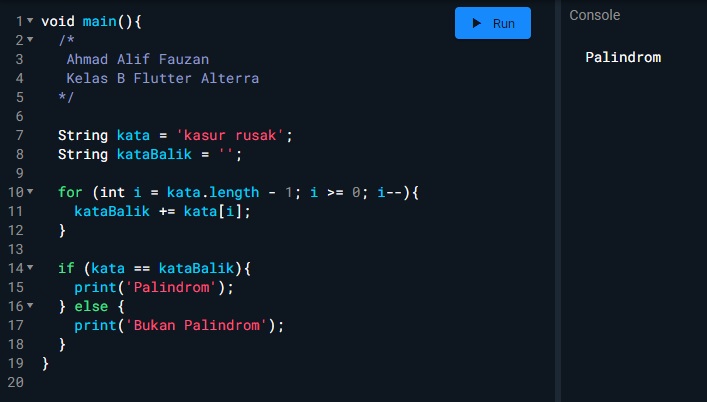 1 void main(){
2   /*
3    Ahmad Alif Fauzan
4    Kelas B Flutter Alterra
5   */
6
7   String kata = 'kasur rusak';
8   String kataBalik = '';
9
10   for (int i = kata.length - 1; i >= 0; i--){
11     kataBalik += kata[i];
12   }
13
14   if (kata == kataBalik){
15     print('Palindrom');
16   } else {
17     print('Bukan Palindrom');
18   }
19 }
20
Run
Console
Palindrom